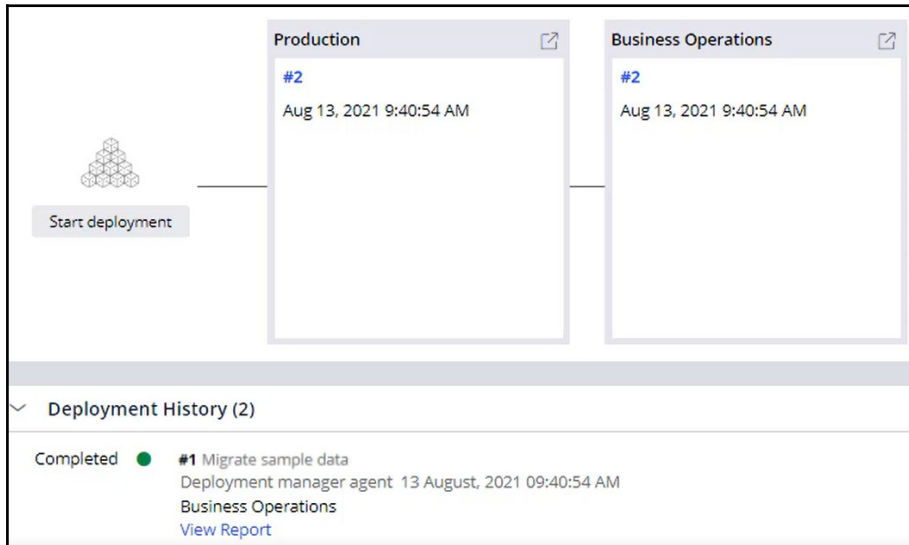 Production
#2
Aug 13, 2021 9:40:54 AM
Business Operations
#2
Aug 13, 2021 9:40:54 AM
Start deployment
Deployment History (2)
Completed
#1 Migrate sample data
Deployment manager agent 13 August, 2021 09:40:54 AM
Business Operations
View Report